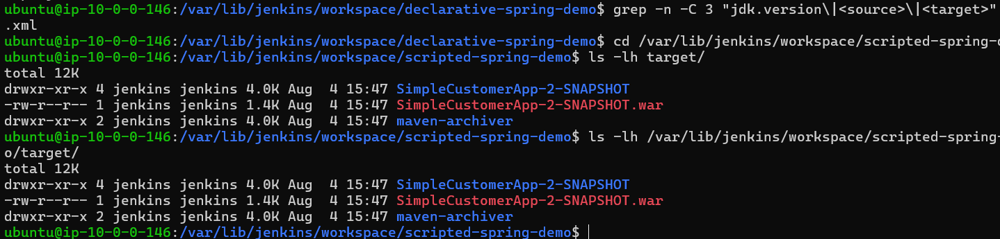 ubuntu@ip-10-0-0-146:/var/lib/jenkins/workspace/declarative-spring-demo$ grep -n -C 3 "jdk.version\|<source>\|<target>"
.xml
ubuntu@ip-10-0-0-146:/var/lib/jenkins/workspace/declarative-spring-demo$ cd /var/lib/jenkins/workspace/scripted-spring-d
ubuntu@ip-10-0-0-146:/var/lib/jenkins/workspace/scripted-spring-demo$ ls -lh target/
total 12K
drwxr-xr-x 4 jenkins jenkins 4.0K Aug  4 15:47 SimpleCustomerApp-2-SNAPSHOT
-rw-r--r-- 1 jenkins jenkins 1.4K Aug  4 15:47 SimpleCustomerApp-2-SNAPSHOT.war
drwxr-xr-x 2 jenkins jenkins 4.0K Aug  4 15:47 maven-archiver
ubuntu@ip-10-0-0-146:/var/lib/jenkins/workspace/scripted-spring-demo$ ls -lh /var/lib/jenkins/workspace/scripted-spring-
o/target/
total 12K
drwxr-xr-x 4 jenkins jenkins 4.0K Aug  4 15:47 SimpleCustomerApp-2-SNAPSHOT
-rw-r--r-- 1 jenkins jenkins 1.4K Aug  4 15:47 SimpleCustomerApp-2-SNAPSHOT.war
drwxr-xr-x 2 jenkins jenkins 4.0K Aug  4 15:47 maven-archiver
ubuntu@ip-10-0-0-146:/var/lib/jenkins/workspace/scripted-spring-demo$